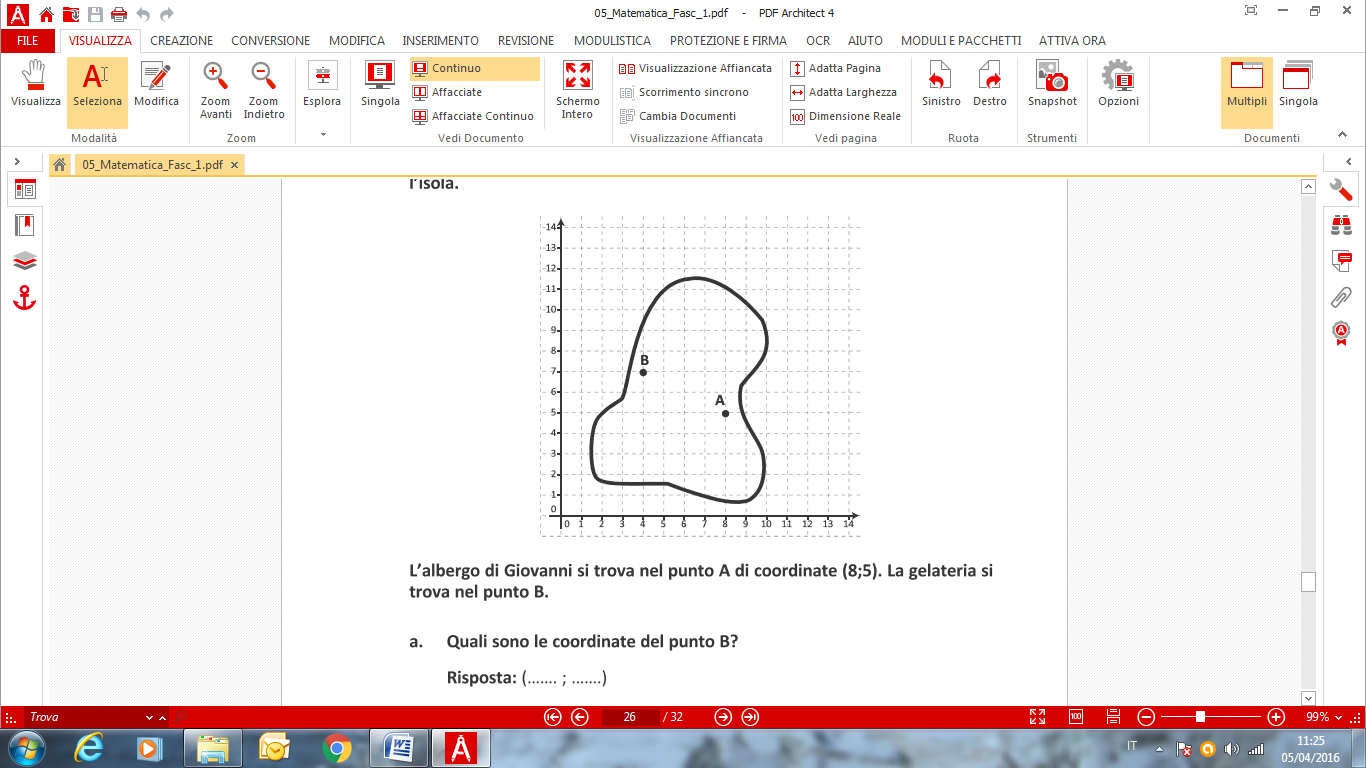 05_Matematica_Fasc_1.pdf - PDF Architect 4
FILE VISUALIZZA CREAZIONE CONVERSIONE MODIFICA INSERIMENTO REVISIONE MODULISTICA PROTEZIONE E FIRMA OCR AIUTO MODULI E PACCHETTI ATTIVA ORA
Visualizza Seleziona Modifica
Modalità
Zoom Avanti
Zoom Indietro
Zoom
Esplora
Singola
Continuo
Affacciate
Affacciate Continuo
Vedi Documento
Schermo Intero
Visualizzazione Affiancata
Scorrimento sincrono
Cambia Documenti
Visualizzazione Affiancata
Adatta Pagina
Adatta Larghezza
100 Dimensione Reale
Vedi pagina
Sinistro Destro
Ruota
Snapshot
Strumenti
Opzioni
Multipli Singola
Documenti
05_Matematica_Fasc_1.pdf
l’isola.
14
13
12
11
10
9
8
7
6
5
4
3
2
1
0
B
A
0 1 2 3 4 5 6 7 8 9 10 11 12 13 14
L’albergo di Giovanni si trova nel punto A di coordinate (8;5). La gelateria si
trova nel punto B.
a. Quali sono le coordinate del punto B?
Risposta: (....... ; .......)
Trova
26 / 32
100
99%
IT
11:25
05/04/2016